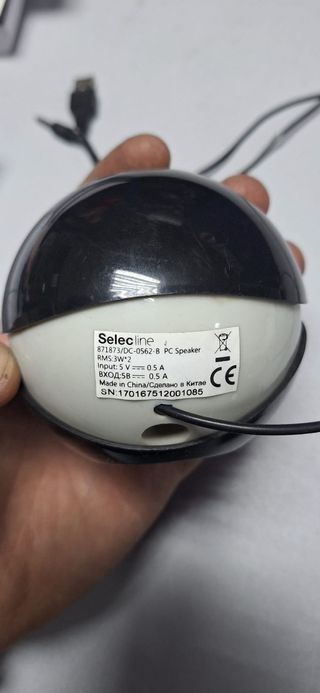 Selecline
871873/DC-0562-B PC Speaker
RMS:3W*2
Input: 5 V⎓0.5 A
ВХОД:5В⎓0.5 А
Made in China/Сделано в Китае
SN:170167512001085
CE